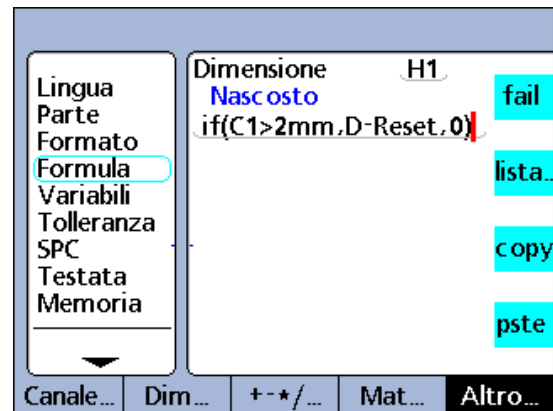 Lingua
Parte
Formato
Formula
Variabili
Tolleranza
SPC
Testata
Memoria
Dimensione H1
Nascosto
if(C1>2mm,D-Reset,0)
fail
lista..
copy
pste
Canale... Dim... +-*/... Mat... Altro...